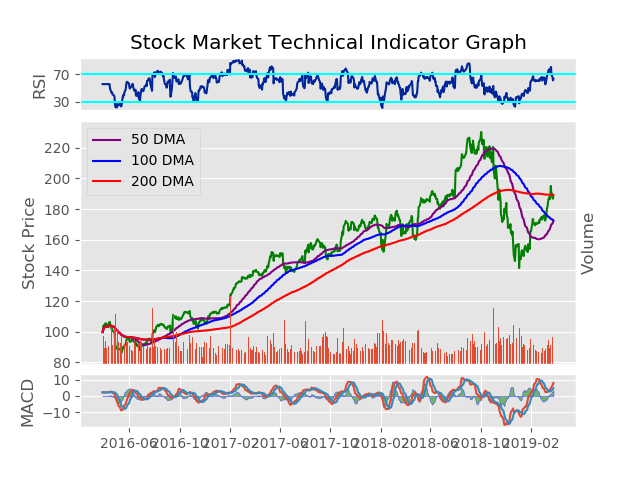 Stock Market Technical Indicator Graph
RSI
70
30
50 DMA
100 DMA
200 DMA
Stock Price
220
200
180
160
140
120
100
80
Volume
MACD
10
0
−10
2016-06
2016-10
2017-02
2017-06
2017-10
2018-02
2018-06
2018-10
2019-02